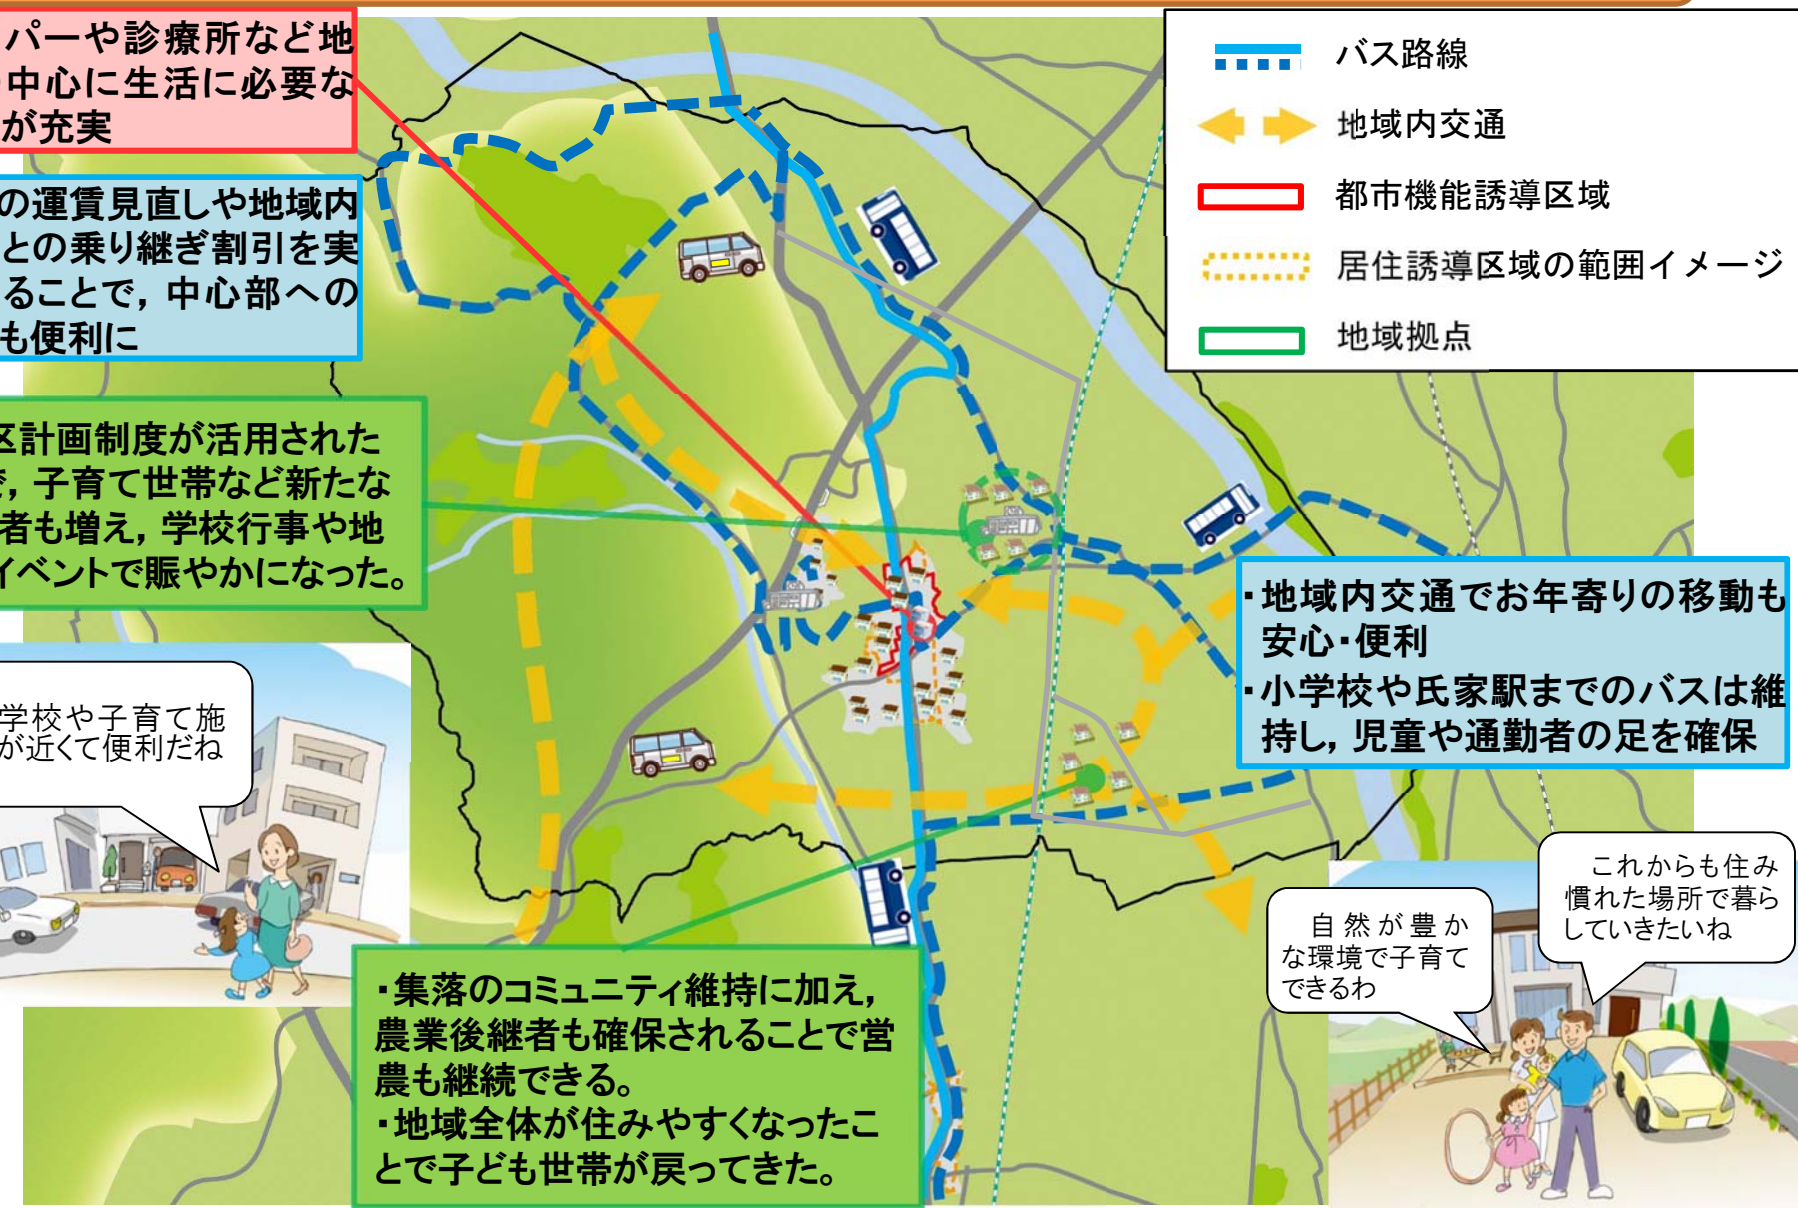 パーや診療所など地
中心に生活に必要な
が充実
の運賃見直しや地域内
との乗り継ぎ割引を実
ることで，中心部への
も便利に
区計画制度が活用された
，子育て世帯など新たな
者も増え，学校行事や地
イベントで賑やかになった。
学校や子育て施
が近くて便利だね
バス路線
地域内交通
都市機能誘導区域
居住誘導区域の範囲イメージ
地域拠点
・地域内交通でお年寄りの移動も
安心・便利
・小学校や氏家駅までのバスは維
持し，児童や通勤者の足を確保
・集落のコミュニティ維持に加え，
農業後継者も確保されることで営
農も継続できる。
・地域全体が住みやすくなったこ
とで子ども世帯が戻ってきた。
自然が豊か
な環境で子育て
できるわ
これからも住み
慣れた場所で暮ら
していきたいね